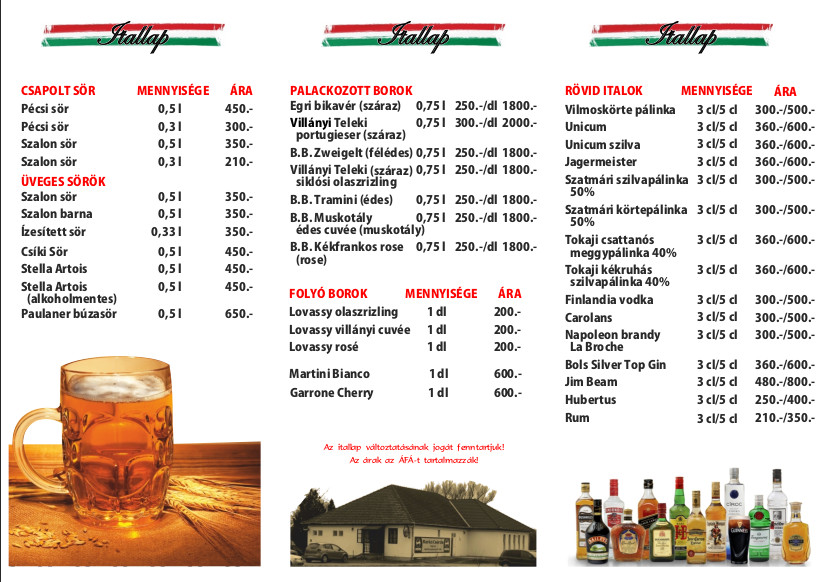 Itallap
CSAPOLT SÖR MENNYISÉGE ÁRA
Pécsi sör 0,5 l 450.-
Pécsi sör 0,3 l 300.-
Szalon sör 0,5 l 350.-
Szalon sör 0,3 l 210.-
ÜVEGES SÖRÖK
Szalon sör 0,5 l 350.-
Szalon barna 0,5 l 350.-
Ízesített sör 0,33 l 350.-
Csíki Sör 0,5 l 450.-
Stella Artois 0,5 l 450.-
Stella Artois 0,5 l 450.-
(alkoholmentes)
Paulaner búzasör 0,5 l 650.-
Itallap
PALACKOZOTT BOROK
Egri bikavér (száraz) 0,75 l 250.-/dl 1800.-
Villányi Teleki 0,75 l 300.-/dl 2000.-
portugieser (száraz)
B.B. Zweigelt (félédes) 0,75 l 250.-/dl 1800.-
Villányi Teleki (száraz) 0,75 l 250.-/dl 1800.-
siklósi olaszrizling
B.B. Tramini (édes) 0,75 l 250.-/dl 1800.-
B.B. Muskotály 0,75 l 250.-/dl 1800.-
édes cuvée (muskotály)
B.B. Kékfrankos rose 0,75 l 250.-/dl 1800.-
(rose)
FOLYÓ BOROK MENNYISÉGE ÁRA
Lovassy olaszrizling 1 dl 200.-
Lovassy villányi cuvée 1 dl 200.-
Lovassy rosé 1 dl 200.-
Martini Bianco 1 dl 600.-
Garrone Cherry 1 dl 600.-
Az itallap változtatásának jogát fenntartjuk!
Az árak az ÁFÁ-t tartalmazzák!
Itallap
RÖVID ITALOK MENNYISÉGE ÁRA
Vilmoskörte pálinka 3 cl/5 cl 300.-/500.-
Unicum 3 cl/5 cl 360.-/600.-
Unicum szilva 3 cl/5 cl 360.-/600.-
Jagermeister 3 cl/5 cl 360.-/600.-
Szatmári szilvapálinka 3 cl/5 cl 300.-/500.-
50%
Szatmári körtepálinka 3 cl/5 cl 300.-/500.-
50%
Tokaji csattanós 3 cl/5 cl 360.-/600.-
meggypálinka 40%
Tokaji kékruhás 3 cl/5 cl 360.-/600.-
szilvapálinka 40%
Finlandia vodka 3 cl/5 cl 300.-/500.-
Carolans 3 cl/5 cl 300.-/500.-
Napoleon brandy 3 cl/5 cl 300.-/500.-
La Broche
Bols Silver Top Gin 3 cl/5 cl 360.-/600.-
Jim Beam 3 cl/5 cl 480.-/800.-
Hubertus 3 cl/5 cl 250.-/400.-
Rum 3 cl/5 cl 210.-/350.-
BAILEYS
CÎROC
GUINNESS